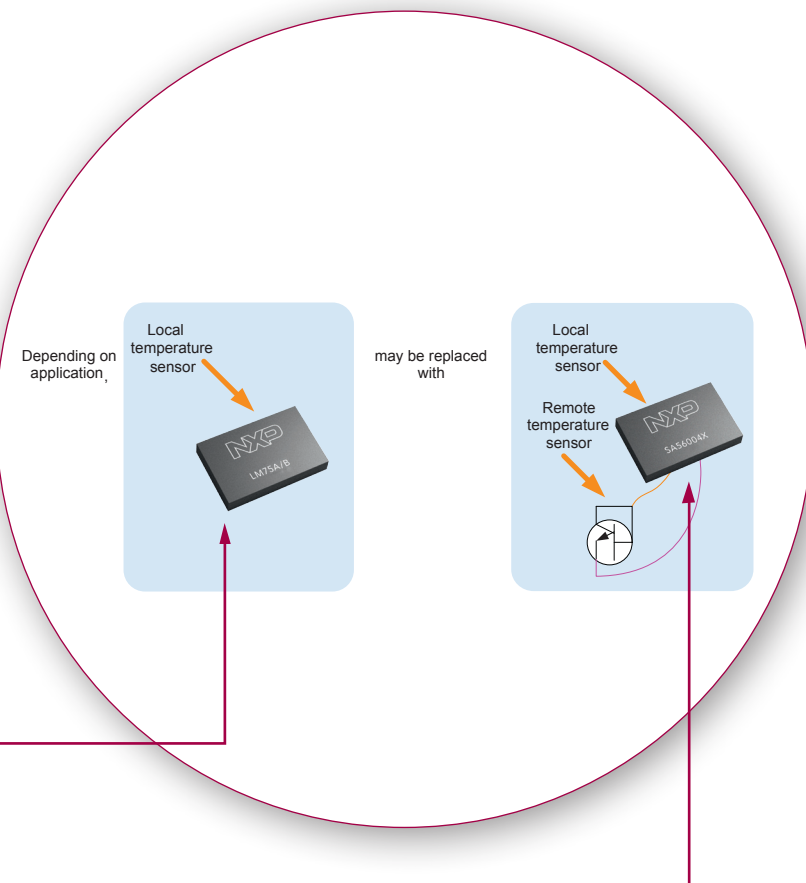 Depending on
application,
Local
temperature
sensor
NXP
LM75A/B
may be replaced
with
Local
temperature
sensor
Remote
temperature
sensor
NXP
SA56004X